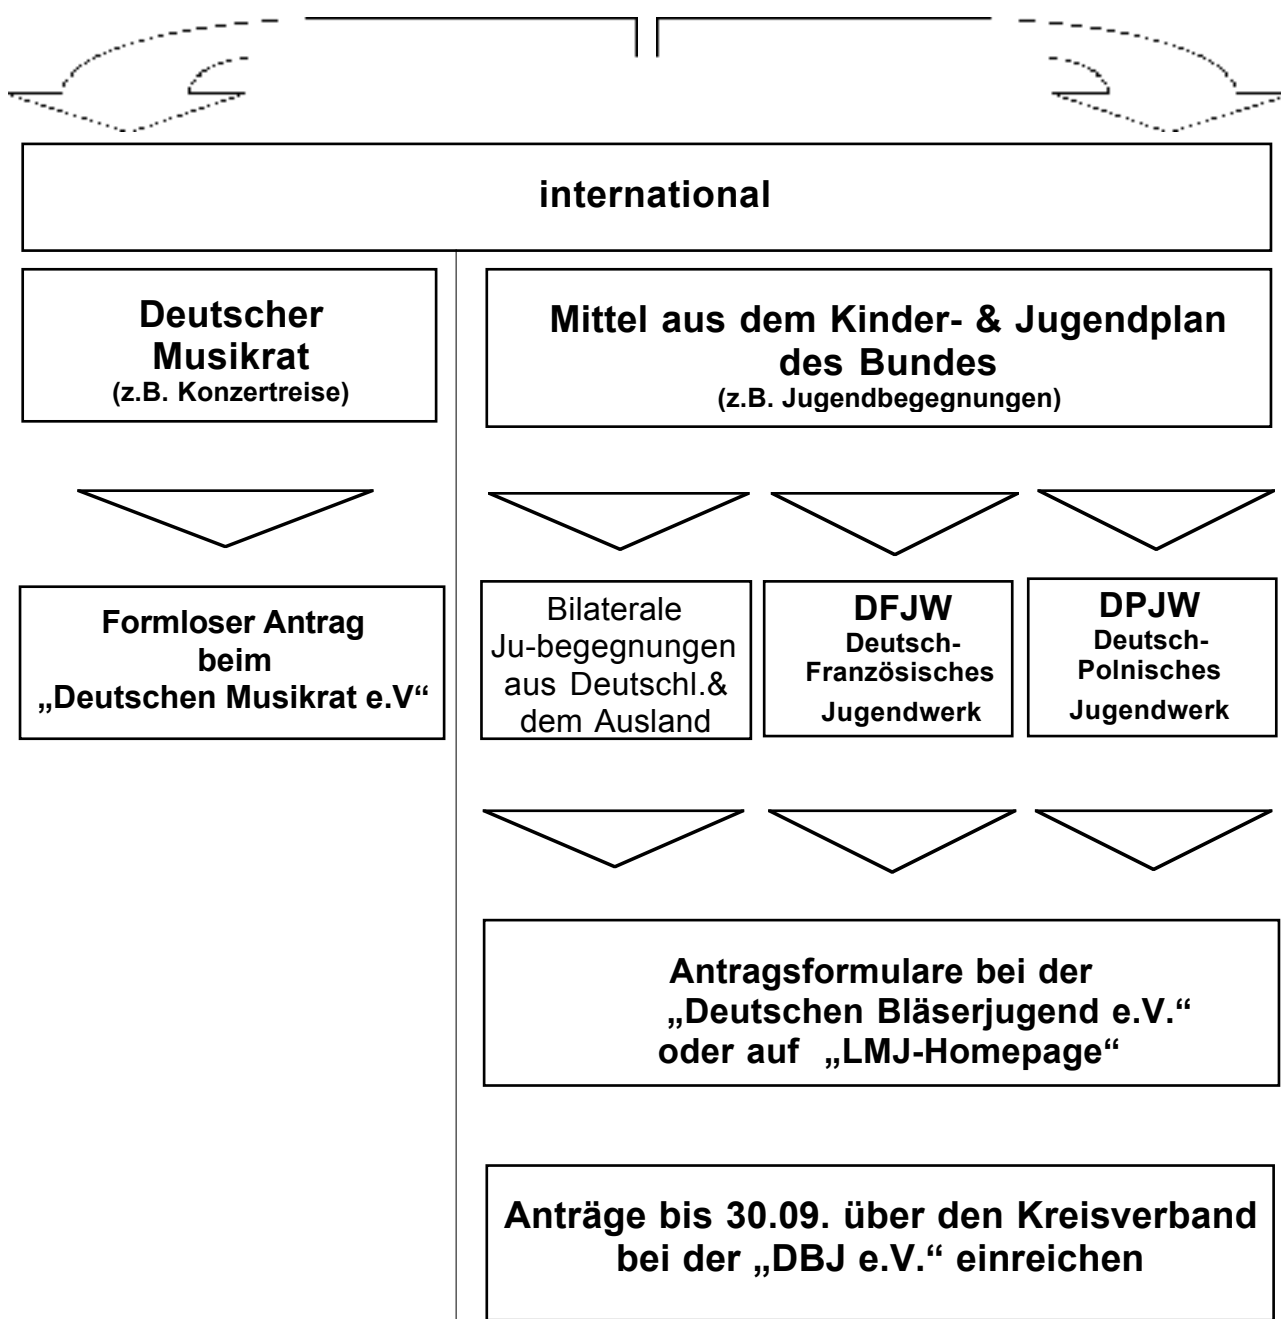 international
Deutscher
Musikrat
(z.B. Konzertreise)
Mittel aus dem Kinder- & Jugendplan
des Bundes
(z.B. Jugendbegegnungen)
Formloser Antrag
beim
„Deutschen Musikrat e.V“
Bilaterale
Ju-begegnungen
aus Deutschl.&
dem Ausland
DFJW
Deutsch-
Französisches
Jugendwerk
DPJW
Deutsch-
Polnisches
Jugendwerk
Antragsformulare bei der
„Deutschen Bläserjugend e.V.“
oder auf „LMJ-Homepage“
Anträge bis 30.09. über den Kreisverband
bei der „DBJ e.V.“ einreichen